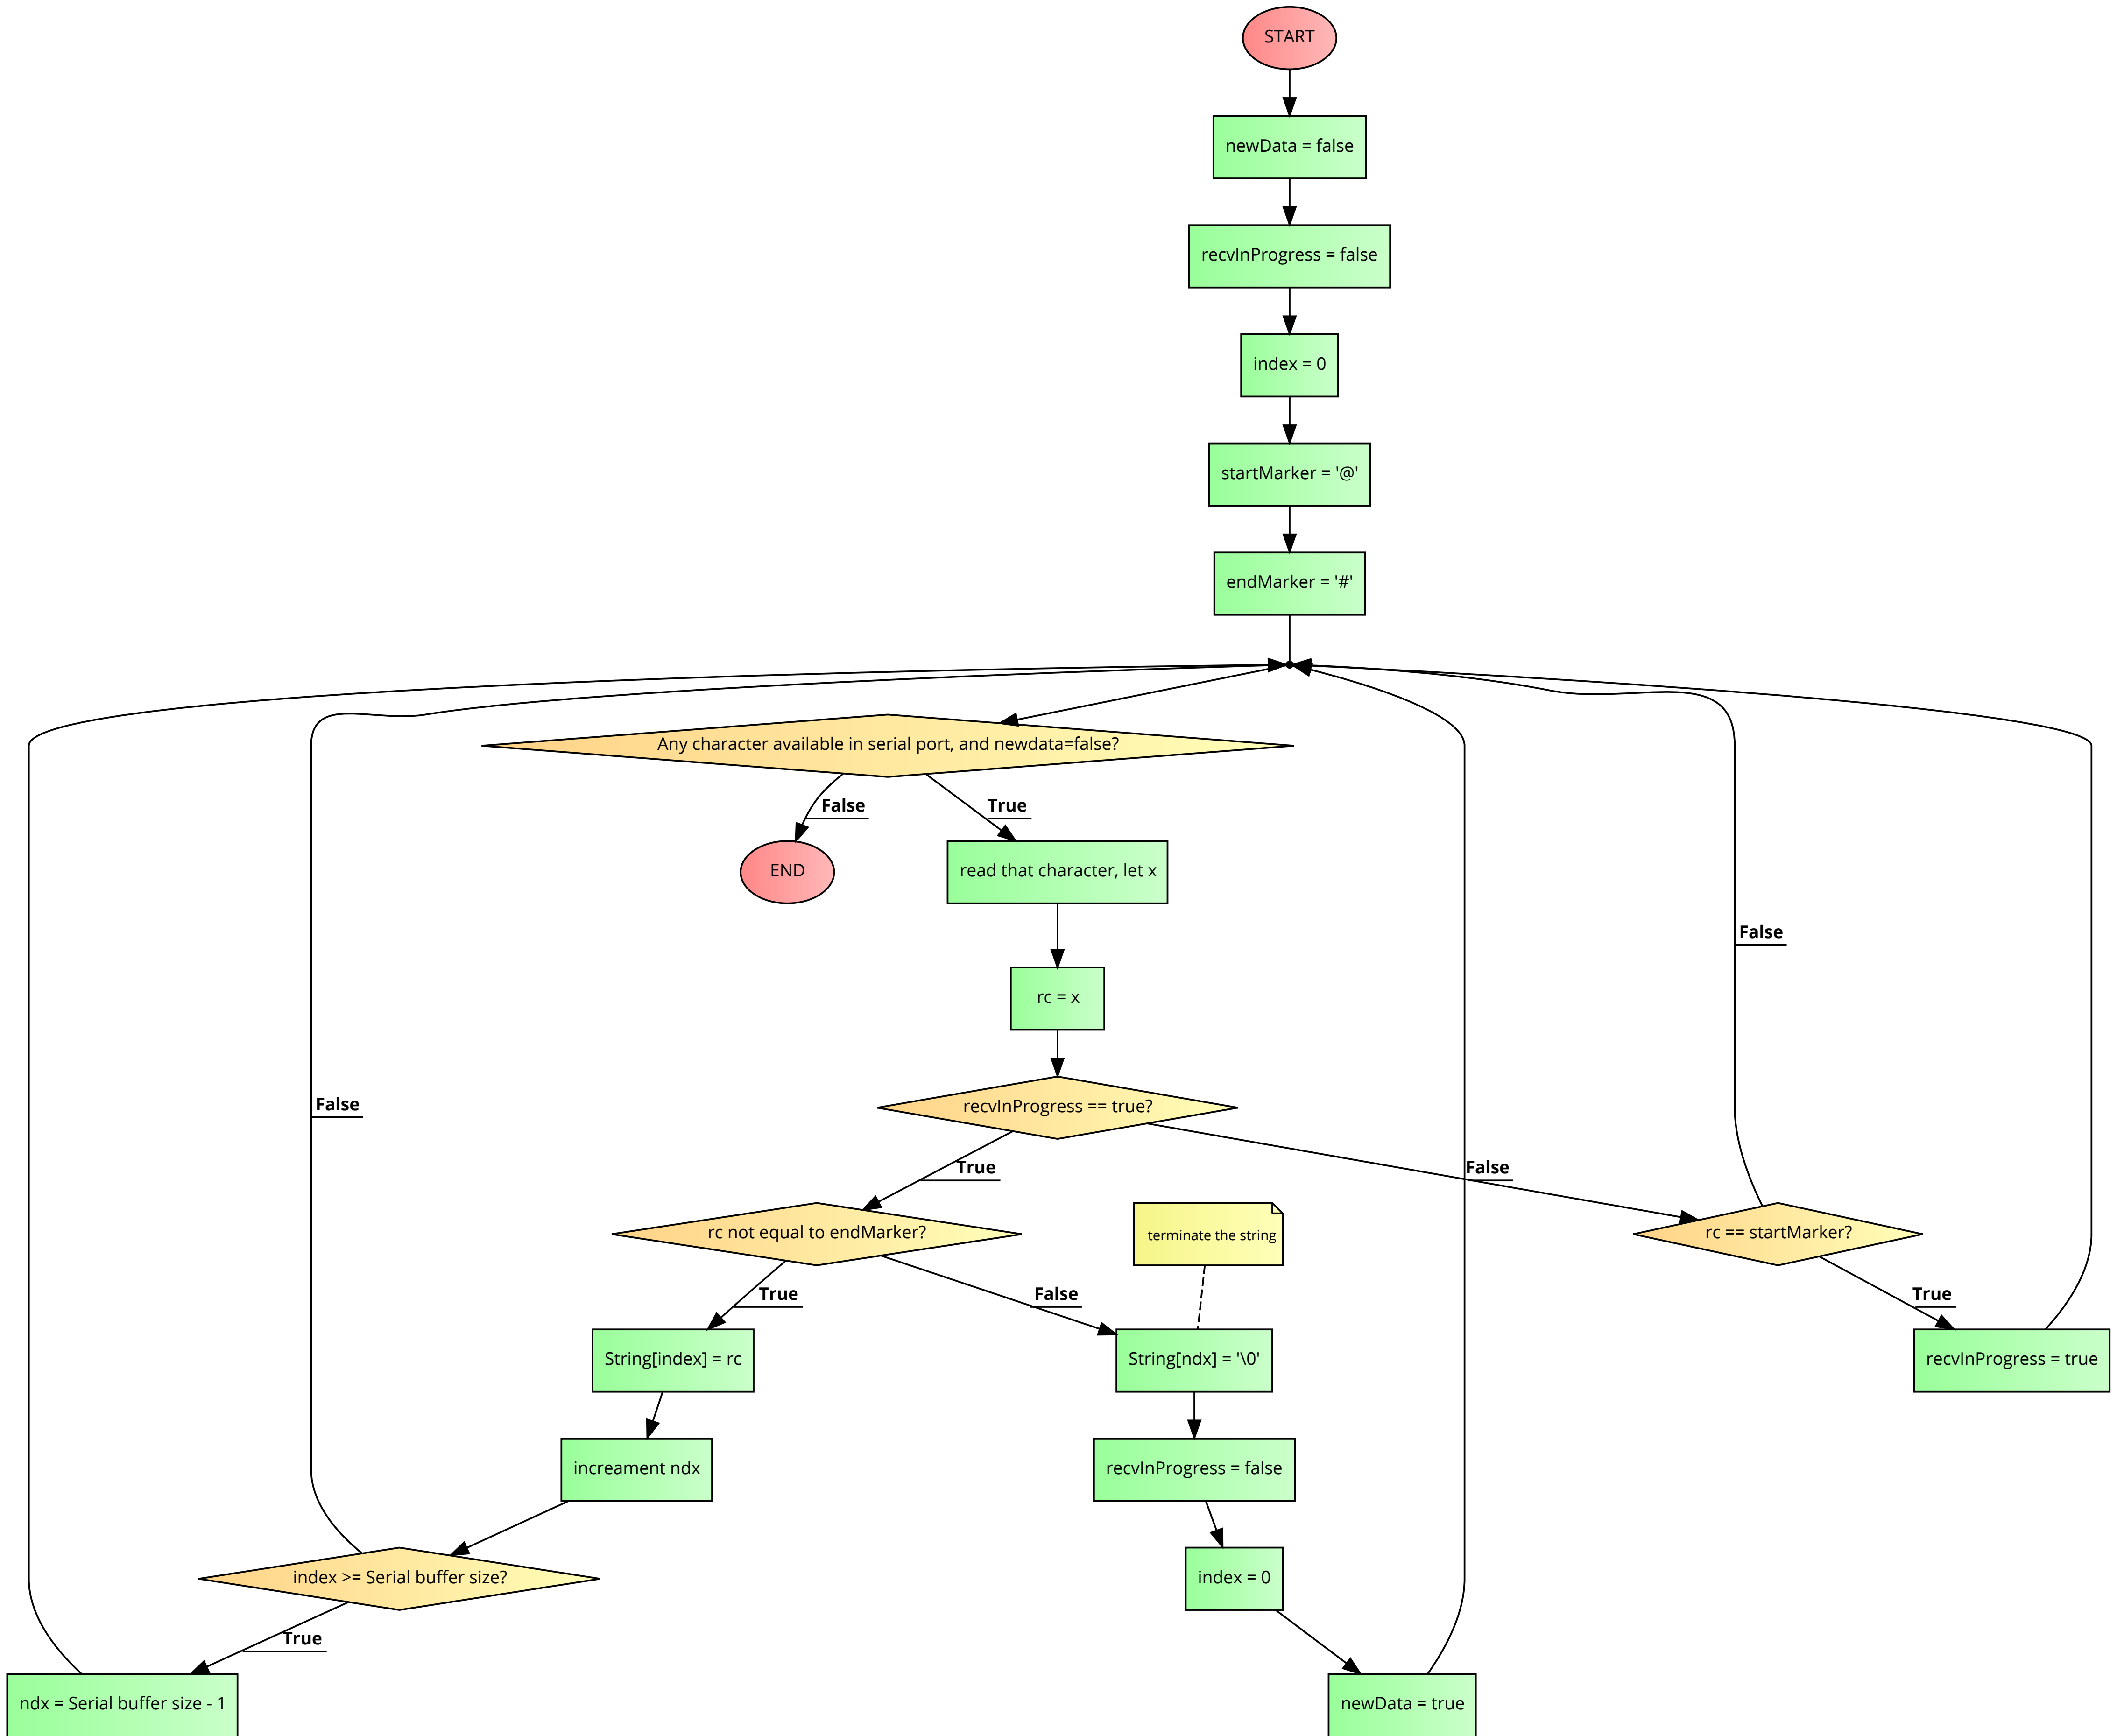 START
newData = false
recvInProgress = false
index = 0
startMarker = '@'
endMarker = '#'
Any character available in serial port, and newdata=false?
False
True
END
read that character, let x
False
rc = x
False
recvInProgress == true?
True
False
rc not equal to endMarker?
terminate the string
rc == startMarker?
True
False
True
String[index] = rc
String[ndx] = '\0'
recvInProgress = true
increament ndx
recvInProgress = false
index >= Serial buffer size?
index = 0
True
ndx = Serial buffer size - 1
newData = true